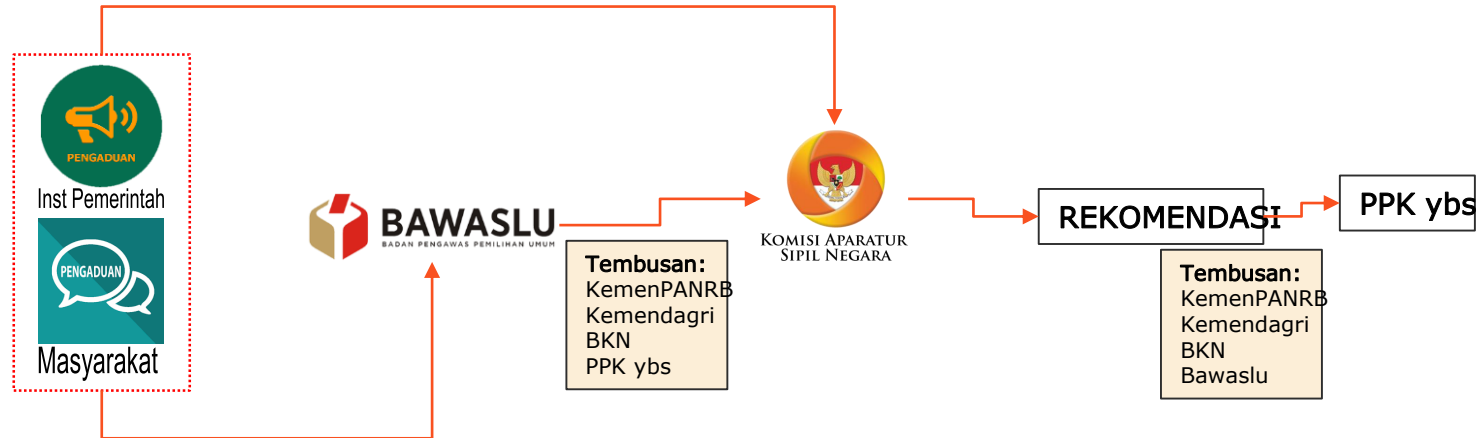 PENGADUAN
Inst Pemerintah
PENGADUAN
Masyarakat
BAWASLU
BADAN PENGAWAS PEMILIHAN UMUM
Tembusan:
KemenPANRB
Kemendagri
BKN
PPK ybs
KOMISI APARATUR
SIPIL NEGARA
REKOMENDASI
Tembusan:
KemenPANRB
Kemendagri
BKN
Bawaslu
PPK ybs